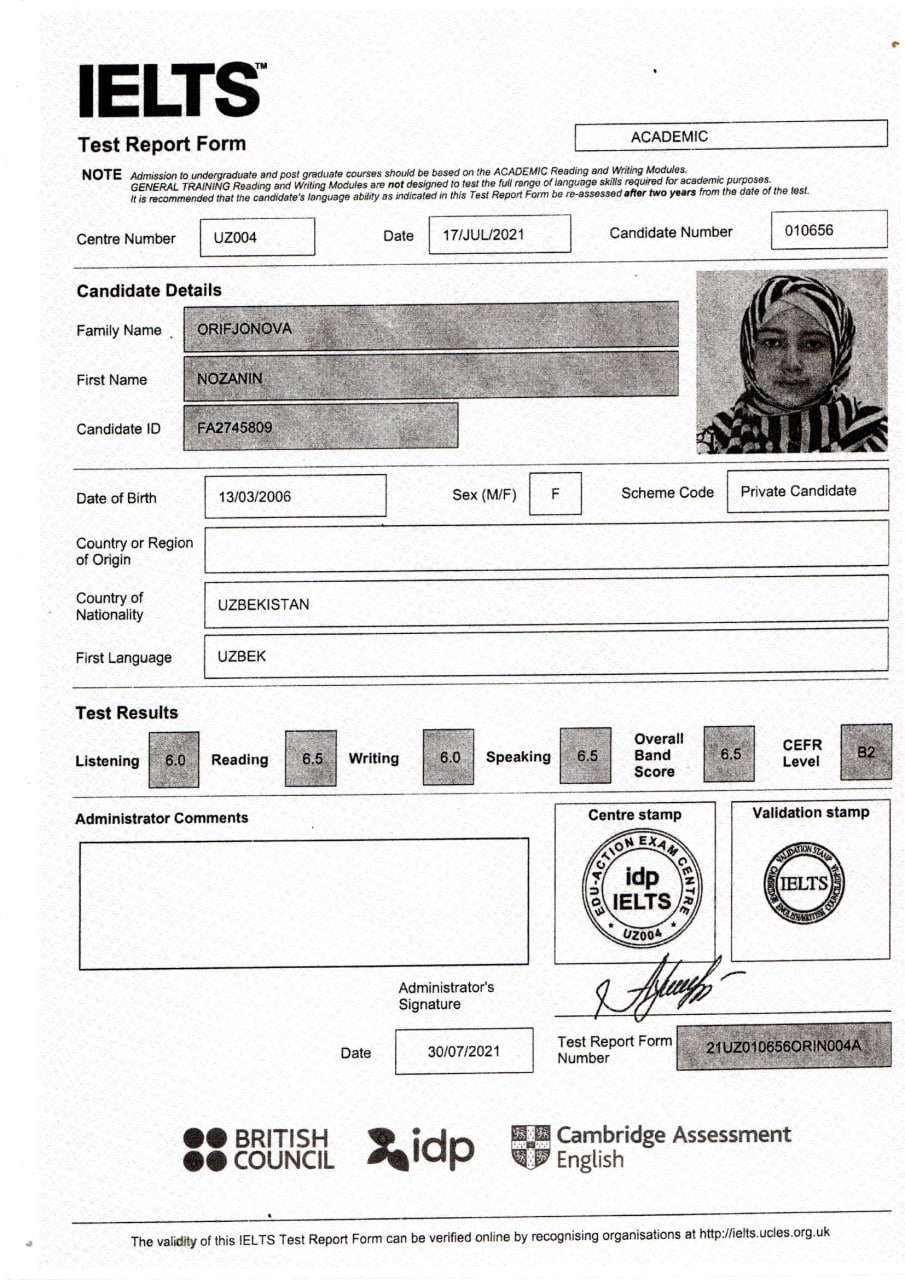 IELTS™
Test Report Form
ACADEMIC
NOTE Admission to undergraduate and post graduate courses should be based on the ACADEMIC Reading and Writing Modules.
GENERAL TRAINING Reading and Writing Modules are not designed to test the full range of language skills required for academic purposes.
It is recommended that the candidate's language ability as indicated in this Test Report Form be re-assessed after two years from the date of the test.
Centre Number UZ004 Date 17/JUL/2021 Candidate Number 010656
Candidate Details
Family Name ORIFJONOVA
First Name NOZANIN
Candidate ID FA2745809
Date of Birth 13/03/2006 Sex (M/F) F Scheme Code Private Candidate
Country or Region
of Origin
Country of
Nationality UZBEKISTAN
First Language UZBEK
Test Results
Listening 6.0 Reading 6.5 Writing 6.0 Speaking 6.5 Overall Band Score 6.5 CEFR Level B2
Administrator Comments
Centre stamp
EDU-ACTION EXAM CENTRE
idp
IELTS
UZ004
Validation stamp
VALIDATION STAMP
IELTS
Administrator's
Signature
Date 30/07/2021
Test Report Form
Number 21UZ010656ORIN004A
BRITISH
COUNCIL
idp
Cambridge Assessment
English
The validity of this IELTS Test Report Form can be verified online by recognising organisations at http://ielts.ucles.org.uk